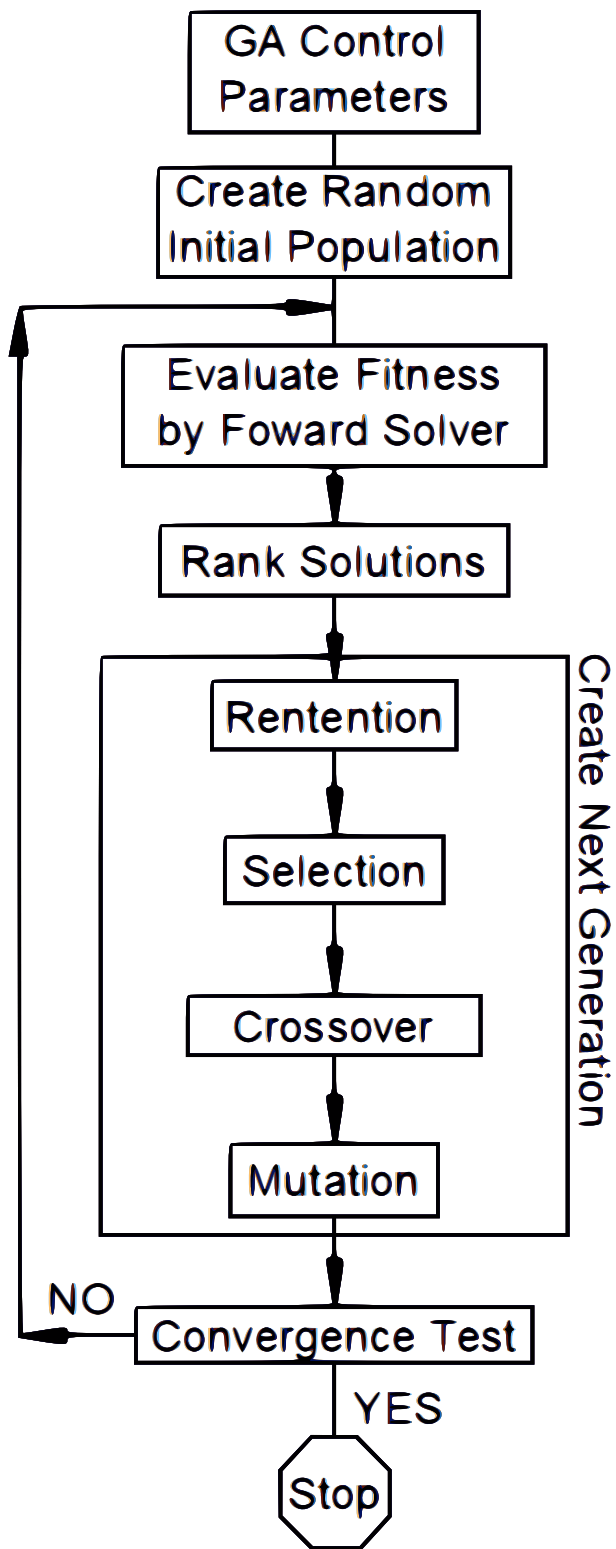 GA Control
Parameters
Create Random
Initial Population
Evaluate Fitness
by Foward Solver
Rank Solutions
Rentention
Selection
Crossover
Mutation
Create Next Generation
NO
Convergence Test
YES
Stop